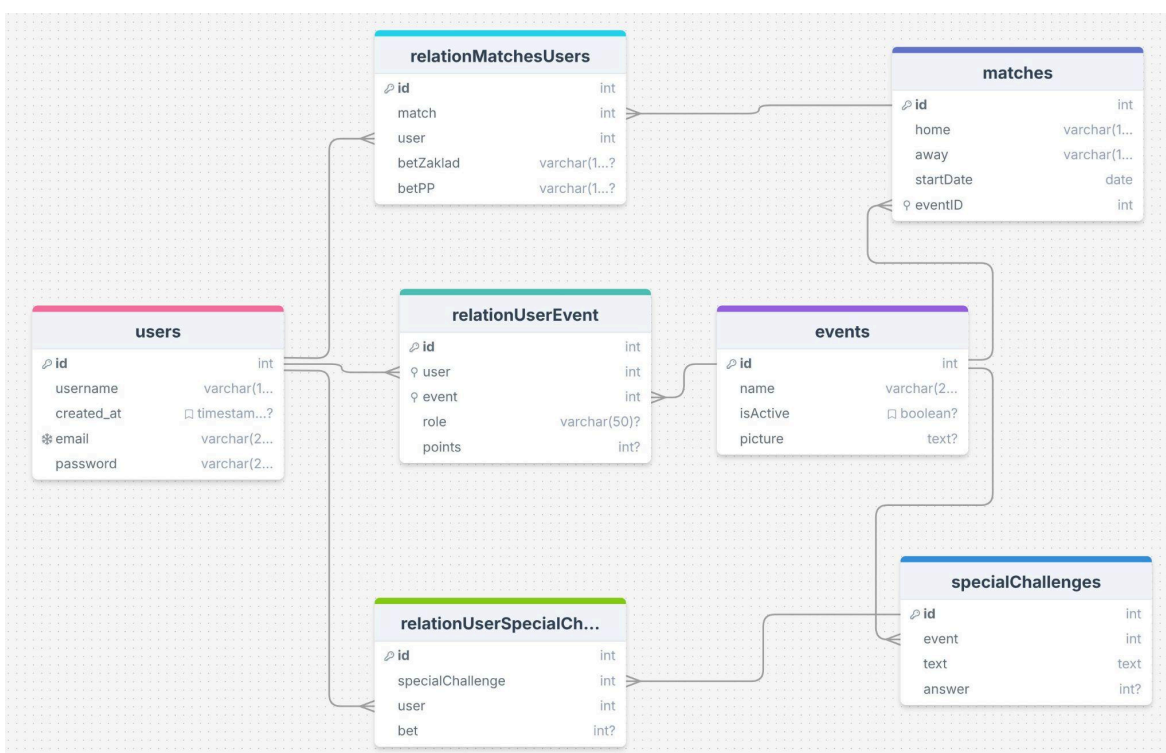 relationMatchesUsers
id int
match int
user int
betZaklad varchar(1...?
betPP varchar(1...?
matches
id int
home varchar(1...
away varchar(1...
startDate date
eventID int
users
id int
username varchar(1...
created_at timestam...?
email varchar(2...
password varchar(2...
relationUserEvent
id int
user int
event int
role varchar(50)?
points int?
events
id int
name varchar(2...
isActive boolean?
picture text?
relationUserSpecialCh...
id int
specialChallenge int
user int
bet int?
specialChallenges
id int
event int
text text
answer int?